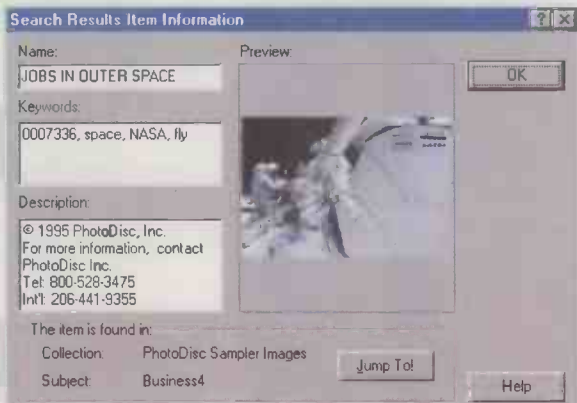 Search Results Item Information
Name:
JOBS IN OUTER SPACE
Keywords:
0007336, space, NASA, fly
Description:
© 1995 PhotoDisc, Inc.
For more information, contact
PhotoDisc Inc.
Tel: 800-528-3475
Int'l: 206-441-9355
Preview:
OK
The item is found in:
Collection: PhotoDisc Sampler Images
Subject: Business4
Jump To!
Help